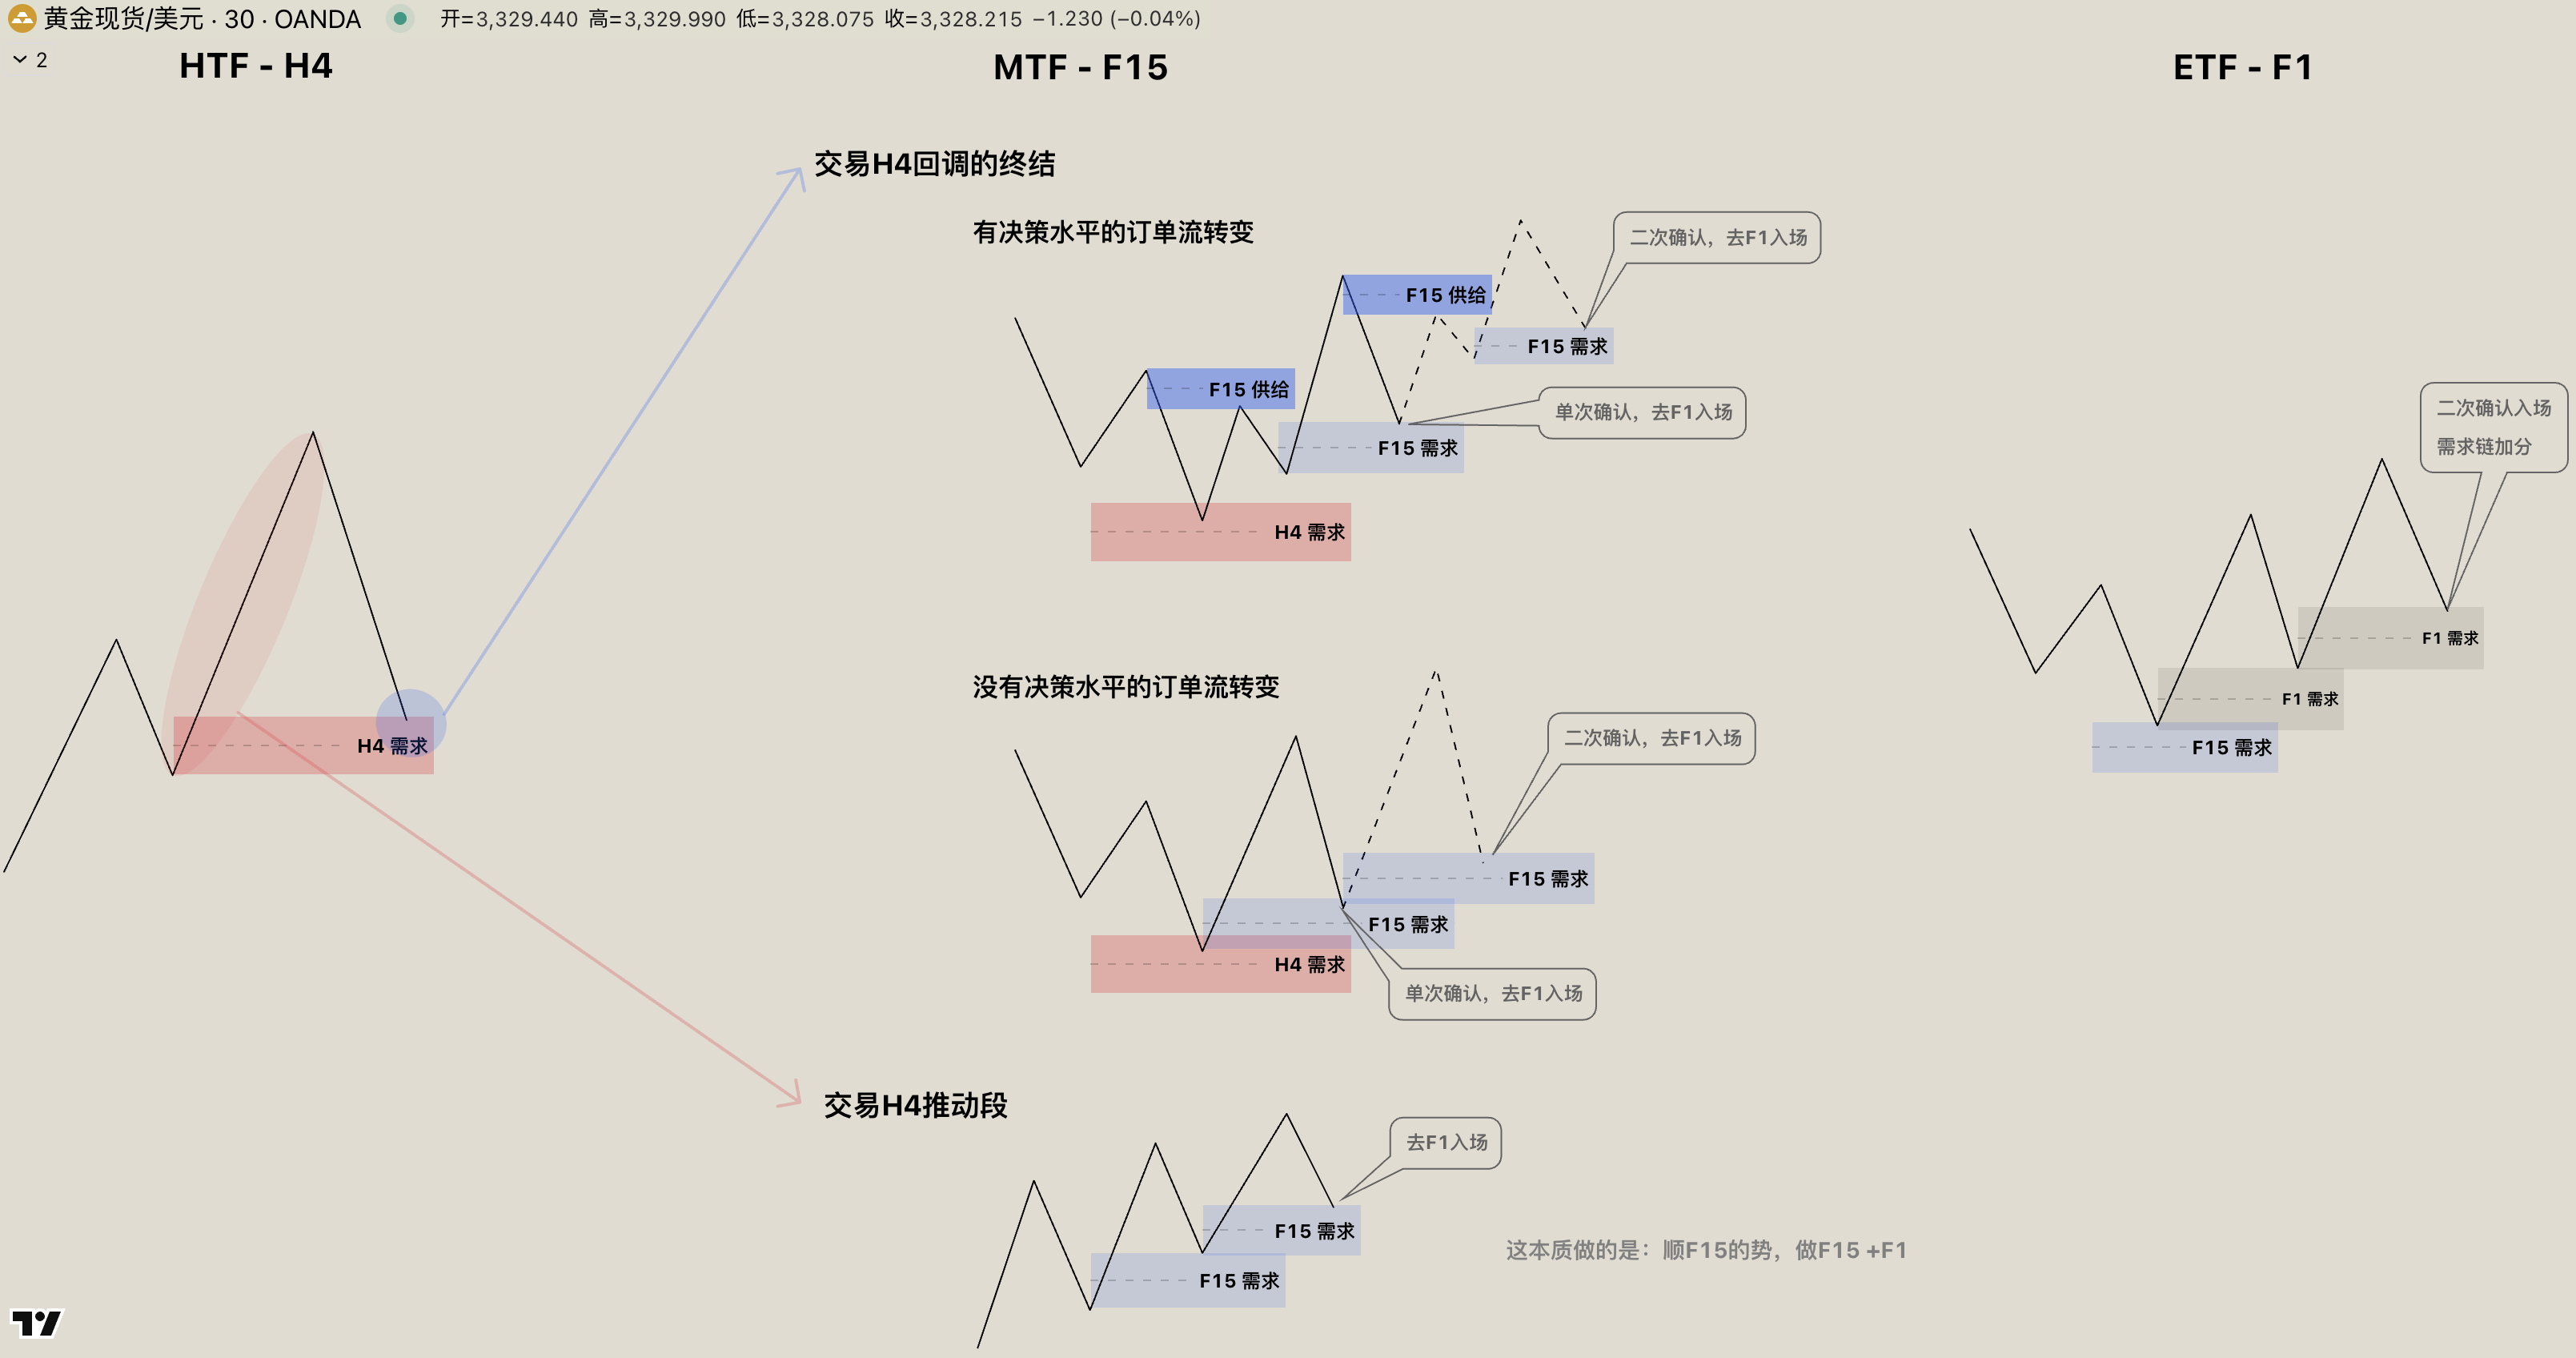 黄金现货/美元 · 30 · OANDA 开=3,329.440 高=3,329.990 低=3,328.075 收=3,328.215 −1.230 (−0.04%)
2
HTF - H4
MTF - F15
ETF - F1
交易H4回调的终结
有决策水平的订单流转变
二次确认，去F1入场
F15 供给
F15 需求
F15 供给
单次确认，去F1入场
F15 需求
H4 需求
二次确认入场
需求链加分
F1 需求
F1 需求
F15 需求
H4 需求
没有决策水平的订单流转变
二次确认，去F1入场
F15 需求
F15 需求
H4 需求
单次确认，去F1入场
交易H4推动段
去F1入场
F15 需求
F15 需求
这本质做的是：顺F15的势，做F15 +F1